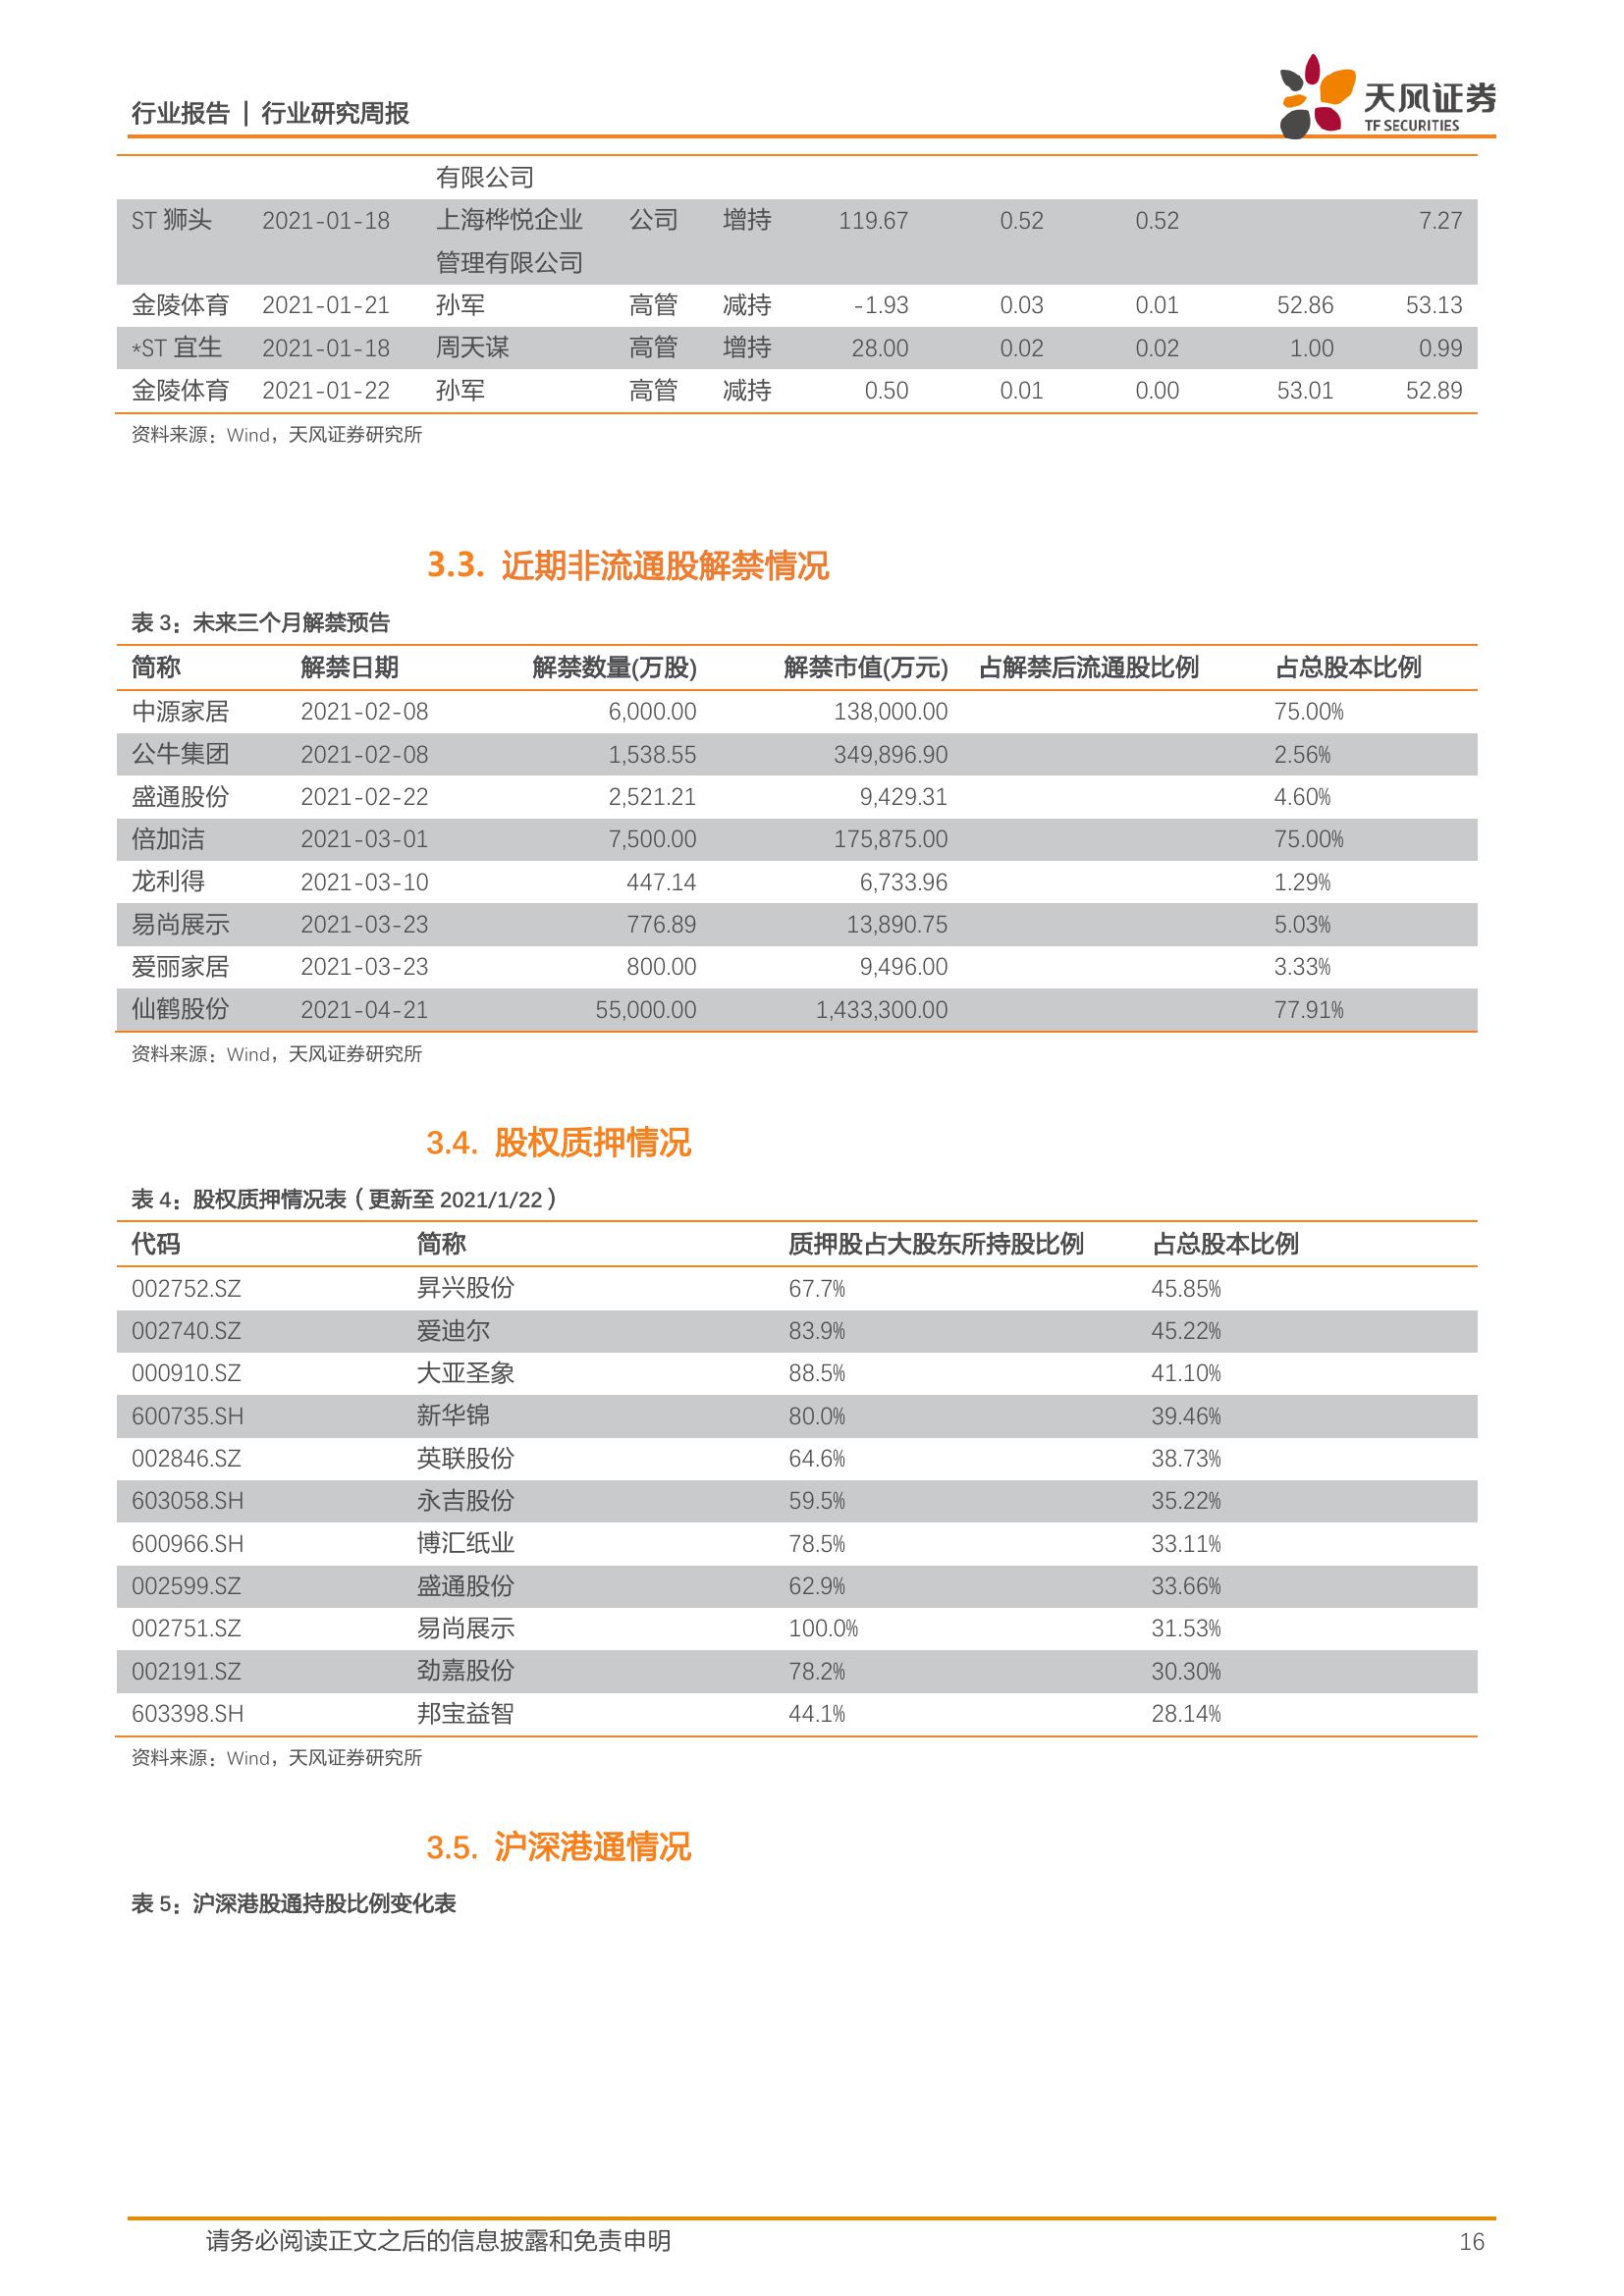 行业报告 | 行业研究周报
天风证券
TF SECURITIES
有限公司
ST 狮头 2021-01-18 上海桦悦企业 公司 增持 119.67 0.52 0.52 7.27
管理有限公司
金陵体育 2021-01-21 孙军 高管 减持 -1.93 0.03 0.01 52.86 53.13
*ST 宜生 2021-01-18 周天谋 高管 增持 28.00 0.02 0.02 1.00 0.99
金陵体育 2021-01-22 孙军 高管 减持 0.50 0.01 0.00 53.01 52.89
资料来源：Wind，天风证券研究所
3.3. 近期非流通股解禁情况
表 3：未来三个月解禁预告
简称 解禁日期 解禁数量(万股) 解禁市值(万元) 占解禁后流通股比例 占总股本比例
中源家居 2021-02-08 6,000.00 138,000.00 75.00%
公牛集团 2021-02-08 1,538.55 349,896.90 2.56%
盛通股份 2021-02-22 2,521.21 9,429.31 4.60%
倍加洁 2021-03-01 7,500.00 175,875.00 75.00%
龙利得 2021-03-10 447.14 6,733.96 1.29%
易尚展示 2021-03-23 776.89 13,890.75 5.03%
爱丽家居 2021-03-23 800.00 9,496.00 3.33%
仙鹤股份 2021-04-21 55,000.00 1,433,300.00 77.91%
资料来源：Wind，天风证券研究所
3.4. 股权质押情况
表 4：股权质押情况表（更新至 2021/1/22）
代码 简称 质押股占大股东所持股比例 占总股本比例
002752.SZ 昇兴股份 67.7% 45.85%
002740.SZ 爱迪尔 83.9% 45.22%
000910.SZ 大亚圣象 88.5% 41.10%
600735.SH 新华锦 80.0% 39.46%
002846.SZ 英联股份 64.6% 38.73%
603058.SH 永吉股份 59.5% 35.22%
600966.SH 博汇纸业 78.5% 33.11%
002599.SZ 盛通股份 62.9% 33.66%
002751.SZ 易尚展示 100.0% 31.53%
002191.SZ 劲嘉股份 78.2% 30.30%
603398.SH 邦宝益智 44.1% 28.14%
资料来源：Wind，天风证券研究所
3.5. 沪深港通情况
表 5：沪深港股通持股比例变化表
请务必阅读正文之后的信息披露和免责申明 16